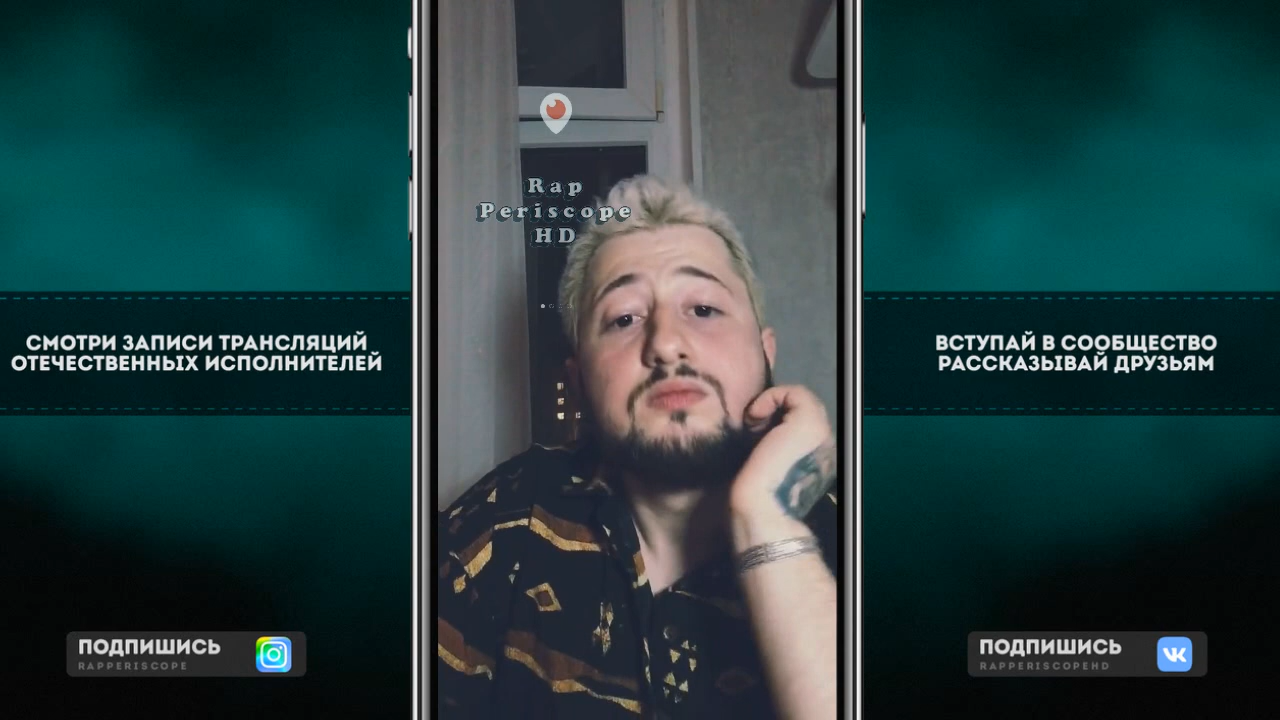 Rap
Periscope
HD
СМОТРИ ЗАПИСИ ТРАНСЛЯЦИЙ
ОТЕЧЕСТВЕННЫХ ИСПОЛНИТЕЛЕЙ
ВСТУПАЙ В СООБЩЕСТВО
РАССКАЗЫВАЙ ДРУЗЬЯМ
ПОДПИШИСЬ
RAPPERISCOPE
ПОДПИШИСЬ
RAPPERISCOPEHD